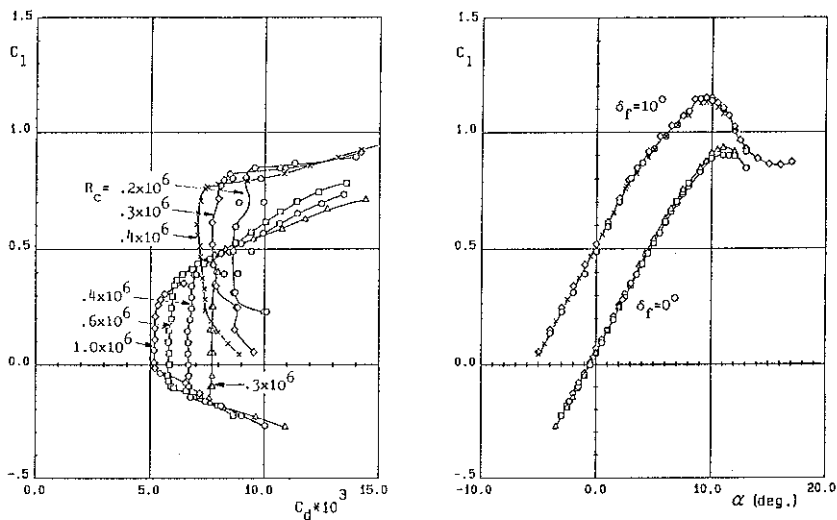 1.5
C_l
1.0
R_c = .2x10^6
.3x10^6
.4x10^6
0.5
.4x10^6
.6x10^6
1.0x10^6
0.0
.3x10^6
-.5
0.0
5.0
10.0
15.0
C_d*10^3
1.5
C_l
1.0
δ_f=10°
0.5
δ_f=0°
0.0
-.5
-10.0
0.0
10.0
20.0
α (deg.)